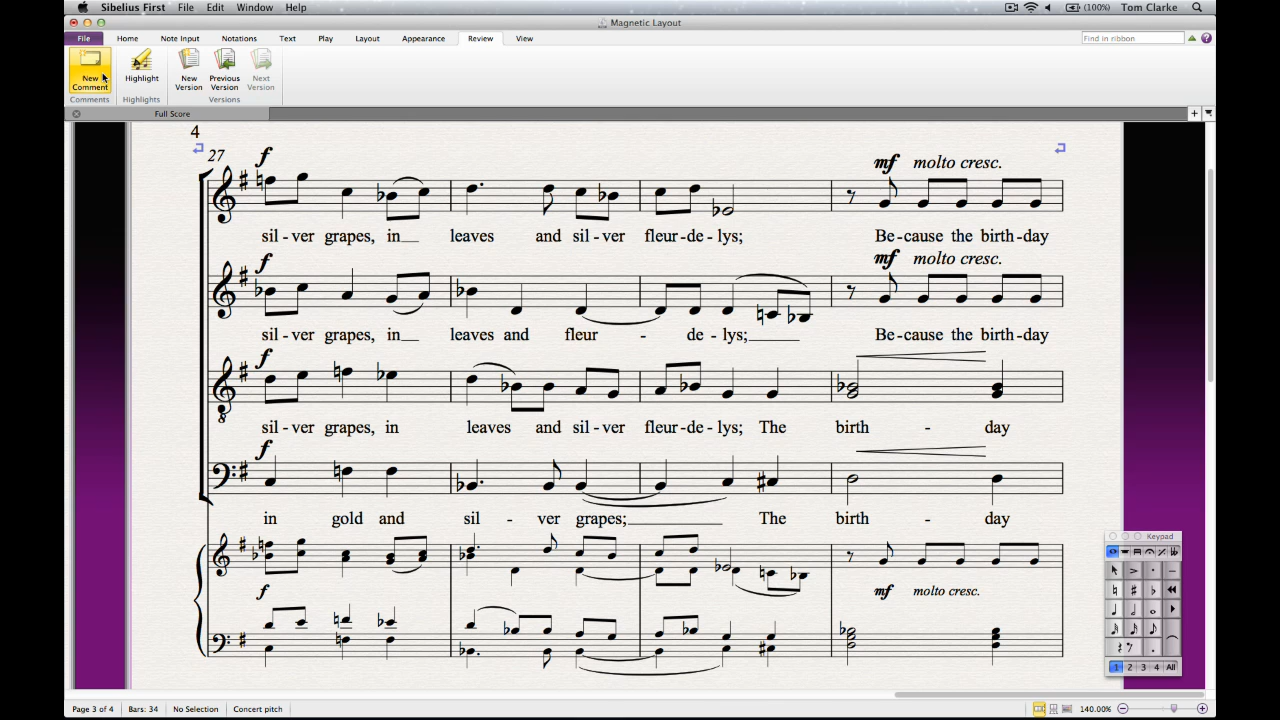 Sibelius First File Edit Window Help (100%) Tom Clarke
Magnetic Layout
File Home Note Input Notations Text Play Layout Appearance Review View Find in ribbon
New Comment Highlight New Version Previous Version Next Version
Comments Highlights Versions
Full Score
4
27 f mf molto cresc.
sil - ver grapes, in__ leaves and sil - ver fleur-de - lys; Be-cause the birth-day
f mf molto cresc.
sil - ver grapes, in__ leaves and fleur - de - lys;______ Be-cause the birth-day
f
sil - ver grapes, in leaves and sil - ver fleur-de - lys; The birth - day
8
f
in gold and sil - ver grapes;__________ The birth - day
f mf molto cresc.
Keypad
1 2 3 4 All
Page 3 of 4 Bars: 34 No Selection Concert pitch 140.00%